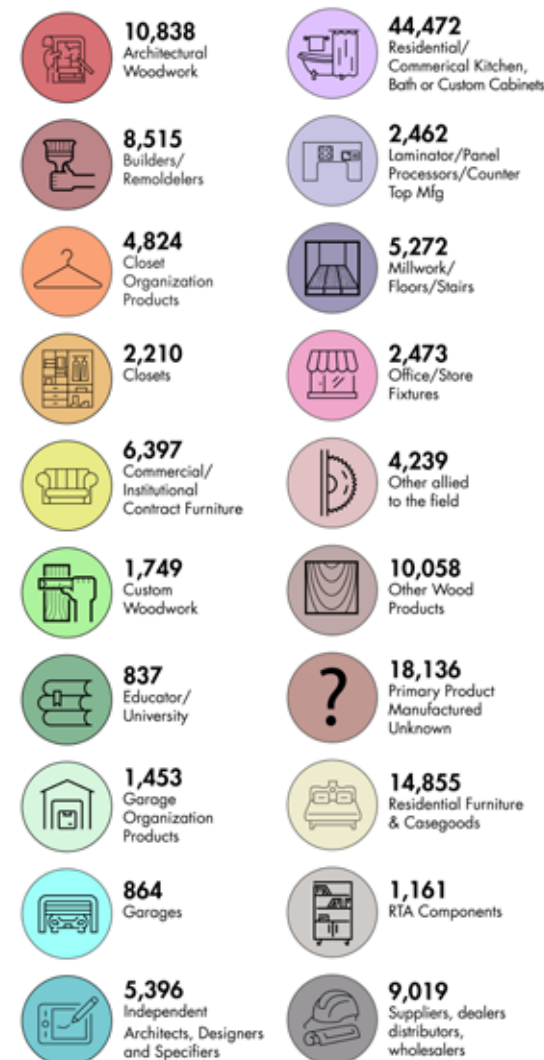 10,838
Architectural
Woodwork
8,515
Builders/
Remoldelers
4,824
Closet
Organization
Products
2,210
Closets
6,397
Commercial/
Institutional
Contract Furniture
1,749
Custom
Woodwork
837
Educator/
University
1,453
Garage
Organization
Products
864
Garages
5,396
Independent
Architects, Designers
and Specifiers
44,472
Residential/
Commerical Kitchen,
Bath or Custom Cabinets
2,462
Laminator/Panel
Processors/Counter
Top Mfg
5,272
Millwork/
Floors/Stairs
2,473
Office/Store
Fixtures
4,239
Other allied
to the field
10,058
Other Wood
Products
?
18,136
Primary Product
Manufactured
Unknown
14,855
Residential Furniture
& Casegoods
1,161
RTA Components
9,019
Suppliers, dealers
distributors,
wholesalers